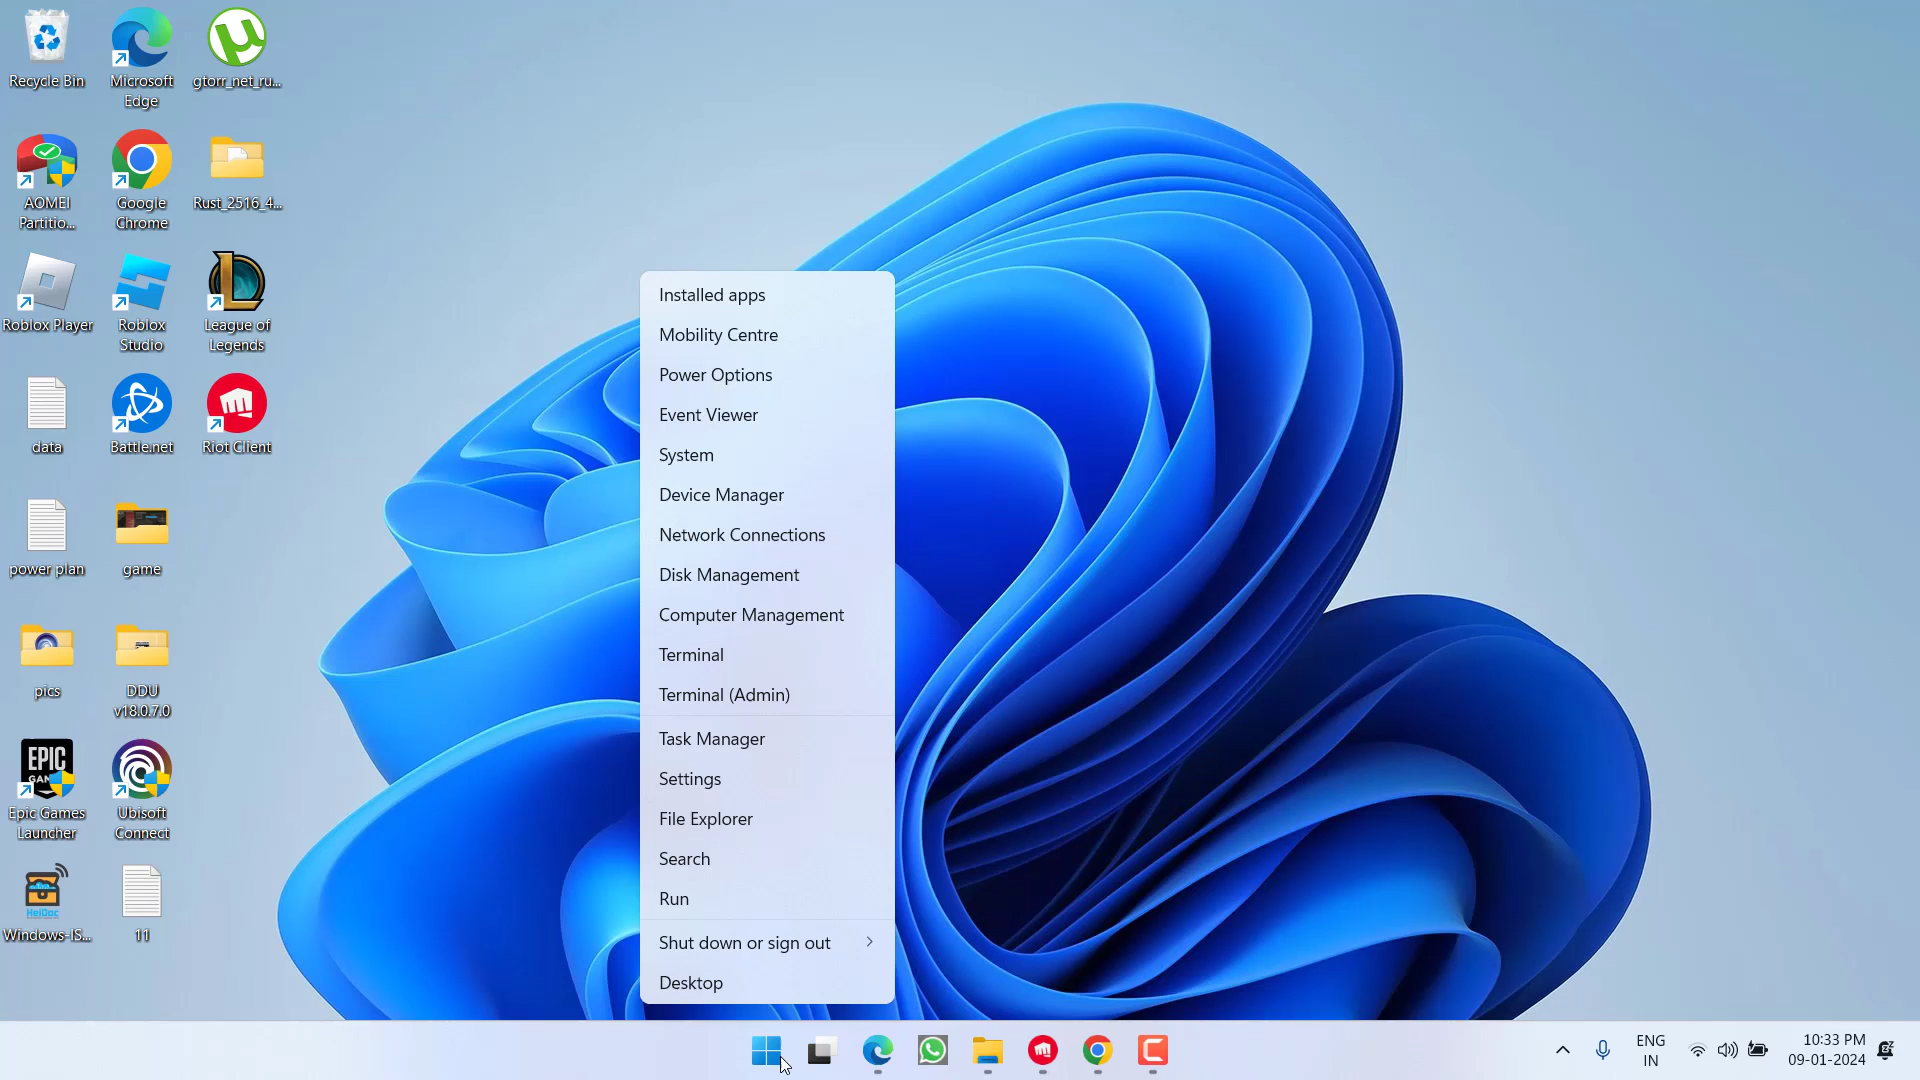 Recycle Bin
Microsoft
Edge
gtorr_net_ru...
AOMEI
Partitio...
Google
Chrome
Rust_2516_4...
Roblox Player
Roblox
Studio
League of
Legends
data
Battle.net
Riot Client
power plan
game
pics
DDU
v18.0.7.0
EPIC
GAMES
Epic Games
Launcher
Ubisoft
Connect
HeiDoc
Windows-IS...
11
Installed apps
Mobility Centre
Power Options
Event Viewer
System
Device Manager
Network Connections
Disk Management
Computer Management
Terminal
Terminal (Admin)
Task Manager
Settings
File Explorer
Search
Run
Shut down or sign out
Desktop
ENG
IN
10:33 PM
09-01-2024